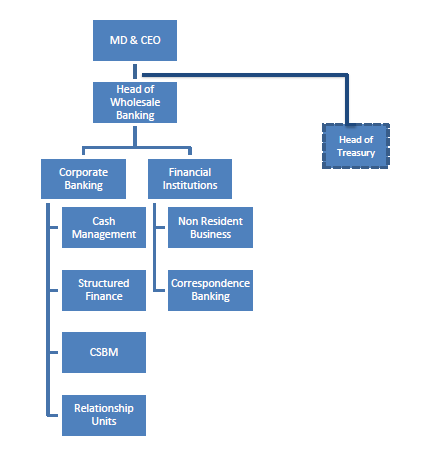 MD & CEO
Head of
Wholesale
Banking
Head of
Treasury
Corporate
Banking
Financial
Institutions
Cash
Management
Non Resident
Business
Structured
Finance
Correspondence
Banking
CSBM
Relationship
Units